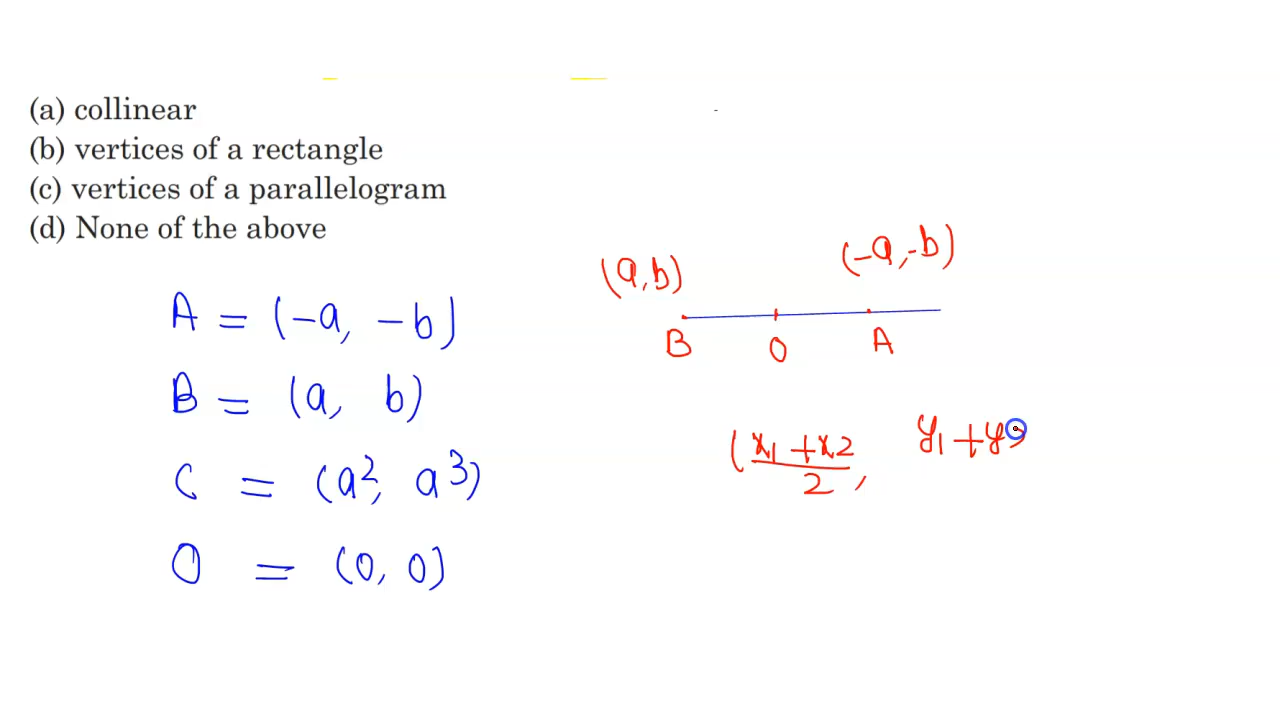 (a) collinear
(b) vertices of a rectangle
(c) vertices of a parallelogram
(d) None of the above
(a,b)
(-a,-b)
B
O
A
A = (-a, -b)
B = (a, b)
C = (a², a³)
O = (0, 0)
(x₁+x2/2, y₁+y